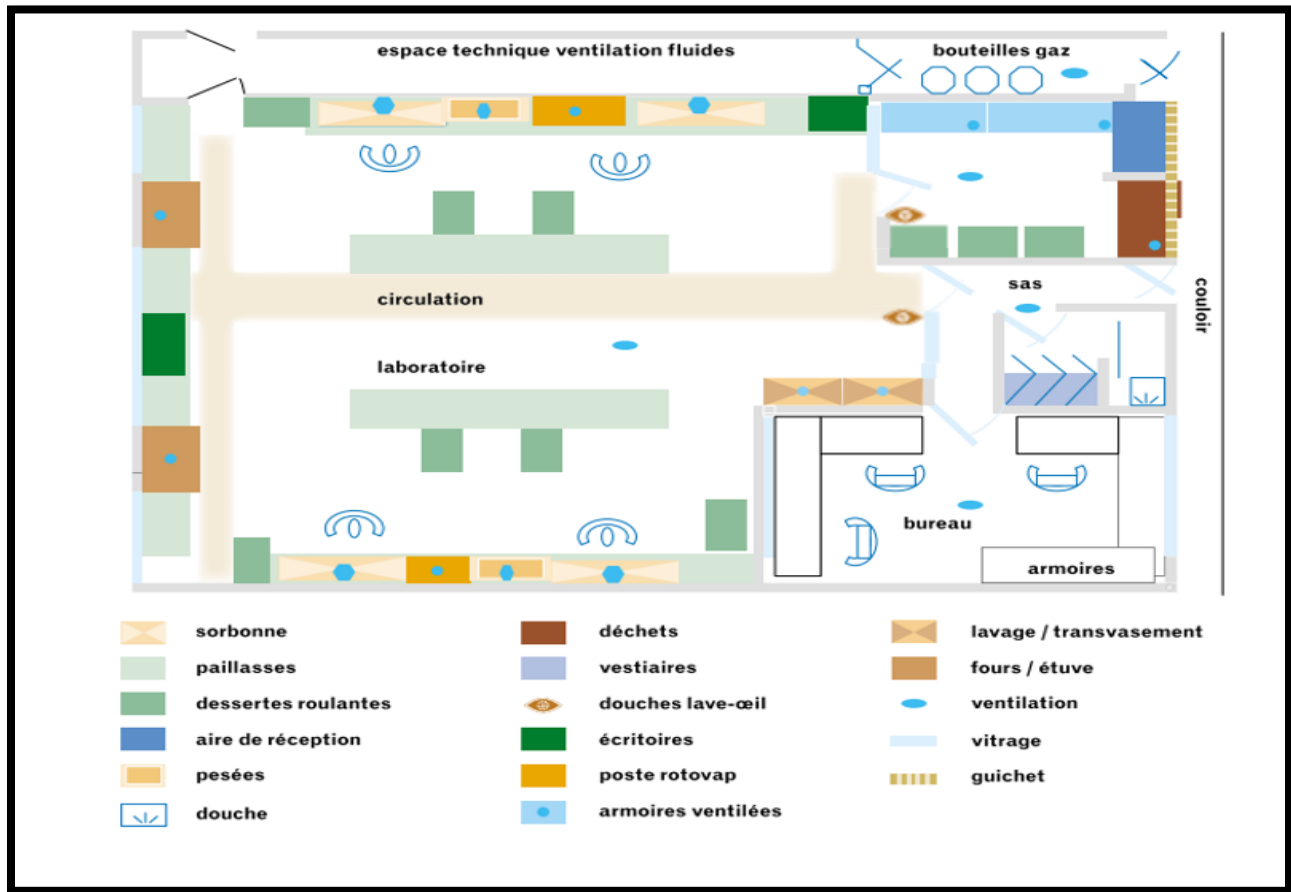 espace technique ventilation fluides
bouteilles gaz
sas
couloir
circulation
laboratoire
bureau
armoires
sorbonne
paillasses
dessertes roulantes
aire de réception
pesées
douche
déchets
vestiaires
douches lave-œil
écritoires
poste rotovap
armoires ventilées
lavage / transvasement
fours / étuve
ventilation
vitrage
guichet